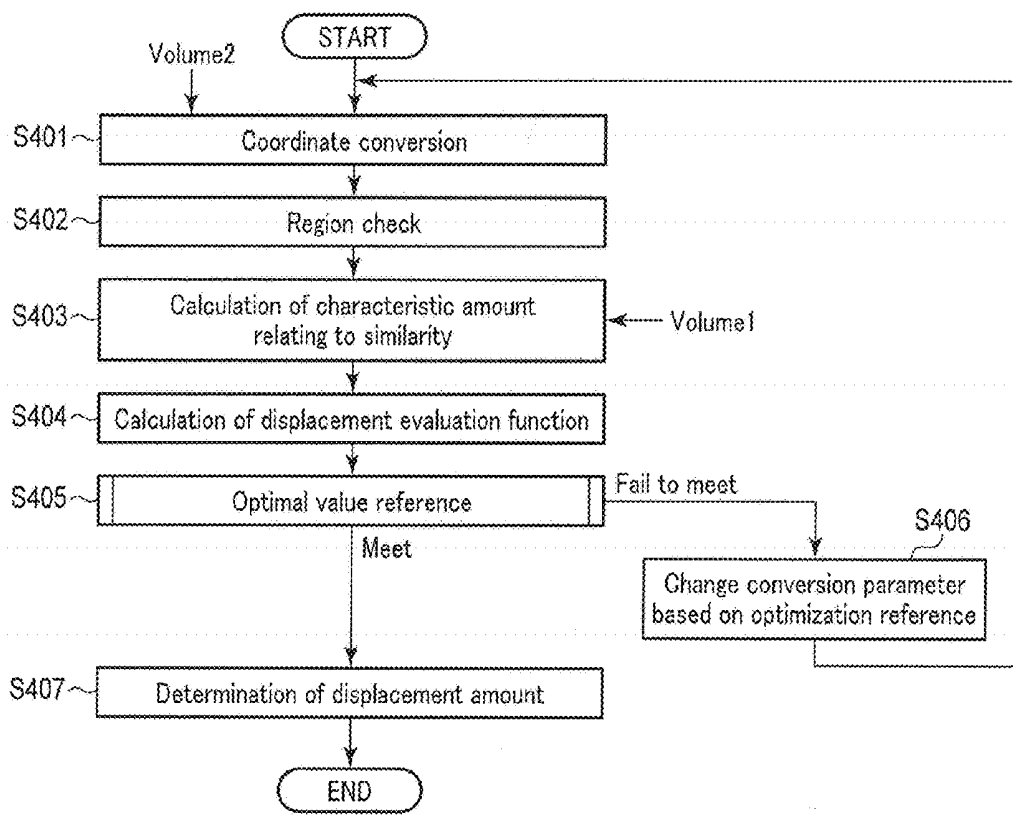 START
Volume2
S401
Coordinate conversion
S402
Region check
S403
Calculation of characteristic amount
relating to similarity
Volume1
S404
Calculation of displacement evaluation function
S405
Optimal value reference
Fail to meet
Meet
S406
Change conversion parameter
based on optimization reference
S407
Determination of displacement amount
END